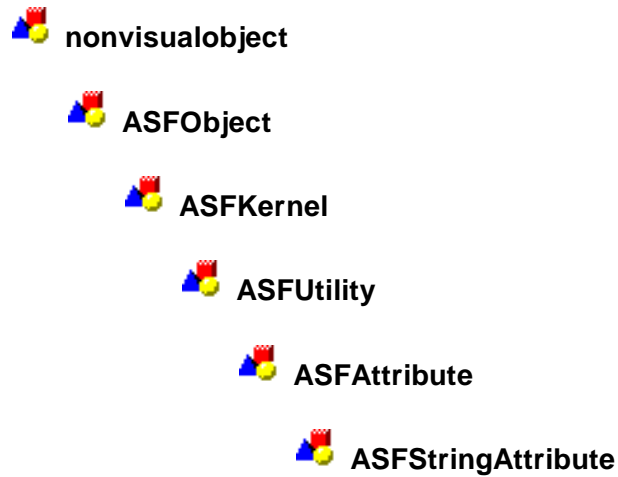 nonvisualobject
ASFObject
ASFKernel
ASFUtility
ASFAttribute
ASFStringAttribute